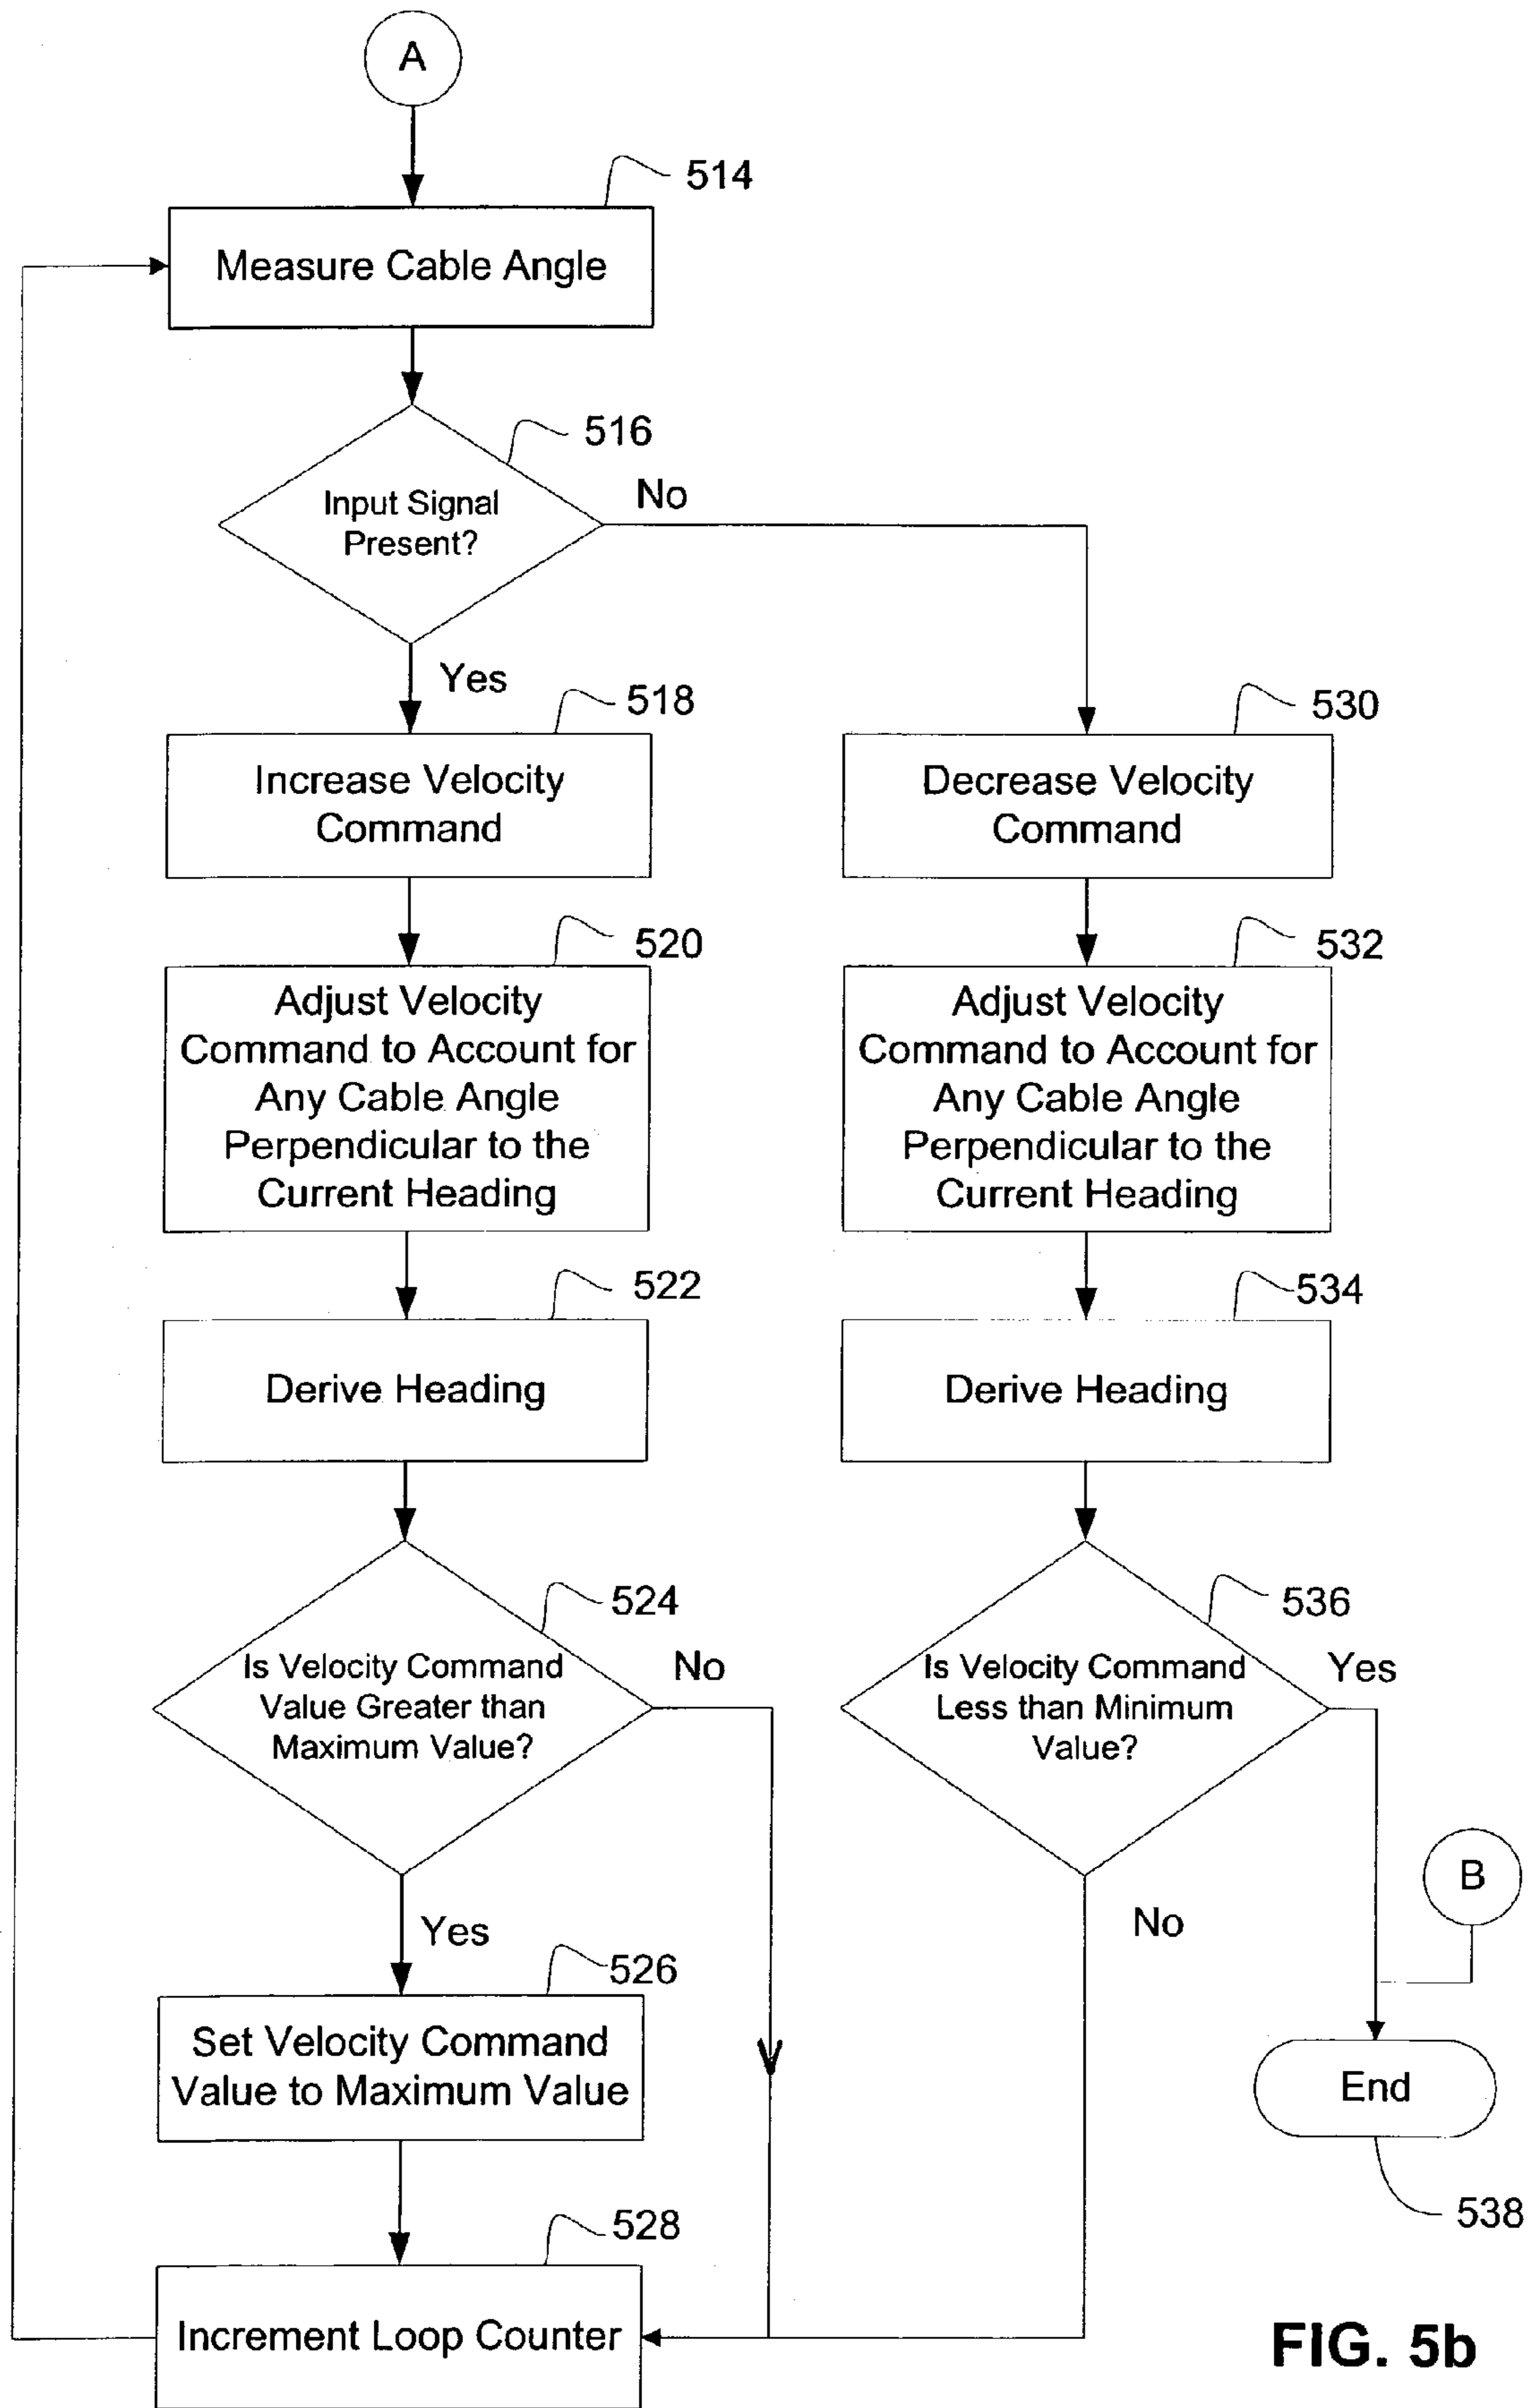 A
514
Measure Cable Angle
516
Input Signal
Present?
No
Yes
518
Increase Velocity
Command
530
Decrease Velocity
Command
520
Adjust Velocity
Command to Account for
Any Cable Angle
Perpendicular to the
Current Heading
532
Adjust Velocity
Command to Account for
Any Cable Angle
Perpendicular to the
Current Heading
522
Derive Heading
534
Derive Heading
524
Is Velocity Command
Value Greater than
Maximum Value?
No
536
Is Velocity Command
Less than Minimum
Value?
Yes
B
Yes
No
526
Set Velocity Command
Value to Maximum Value
End
538
528
Increment Loop Counter
FIG. 5b